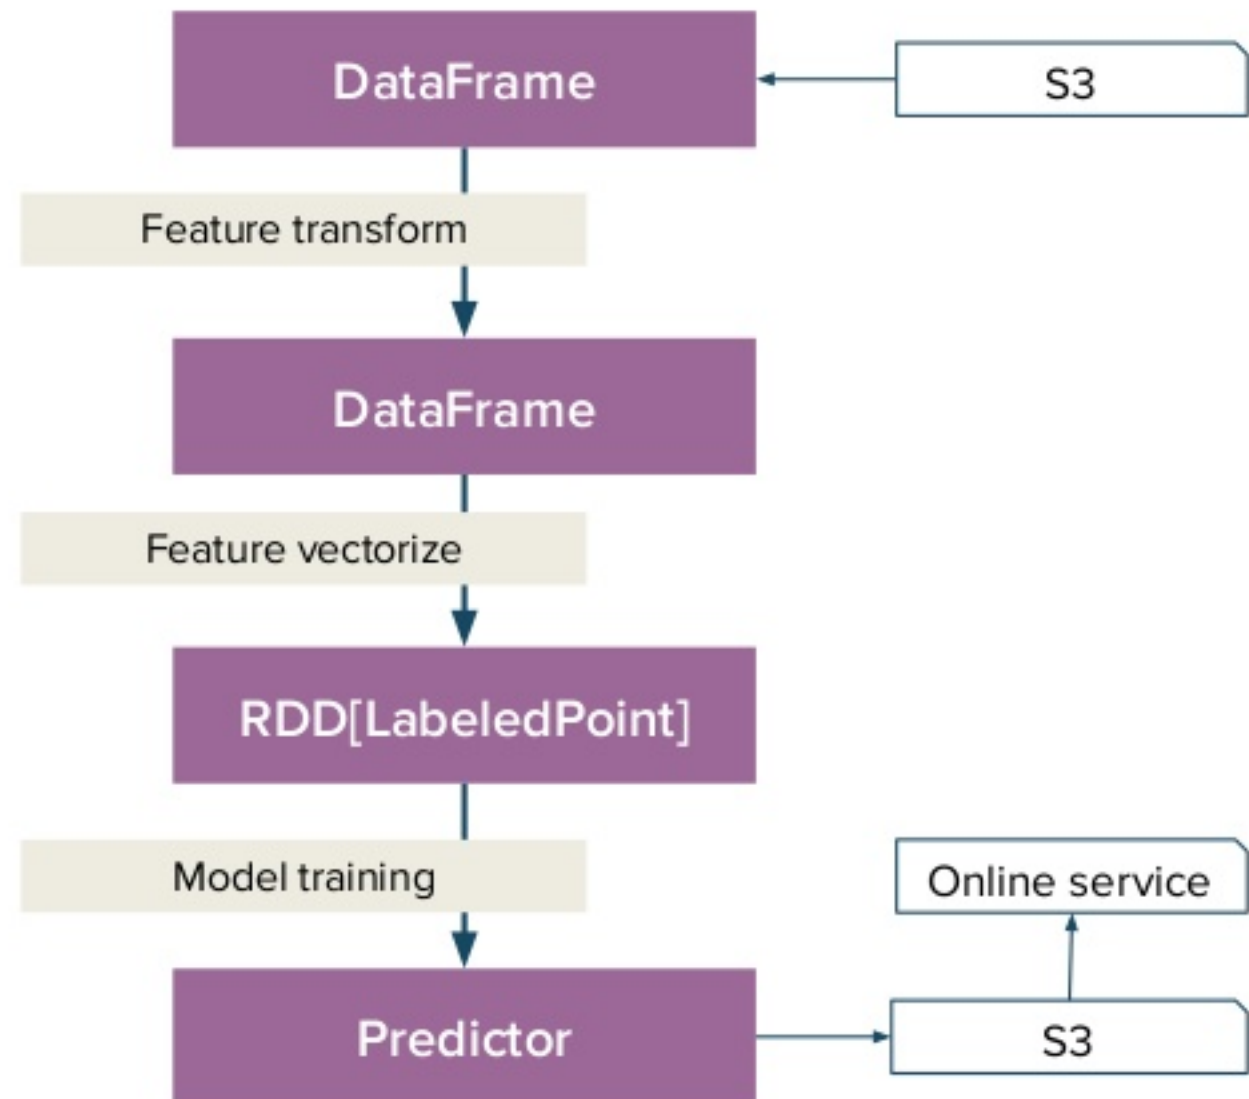 DataFrame
S3
Feature transform
DataFrame
Feature vectorize
RDD[LabeledPoint]
Model training
Online service
Predictor
S3